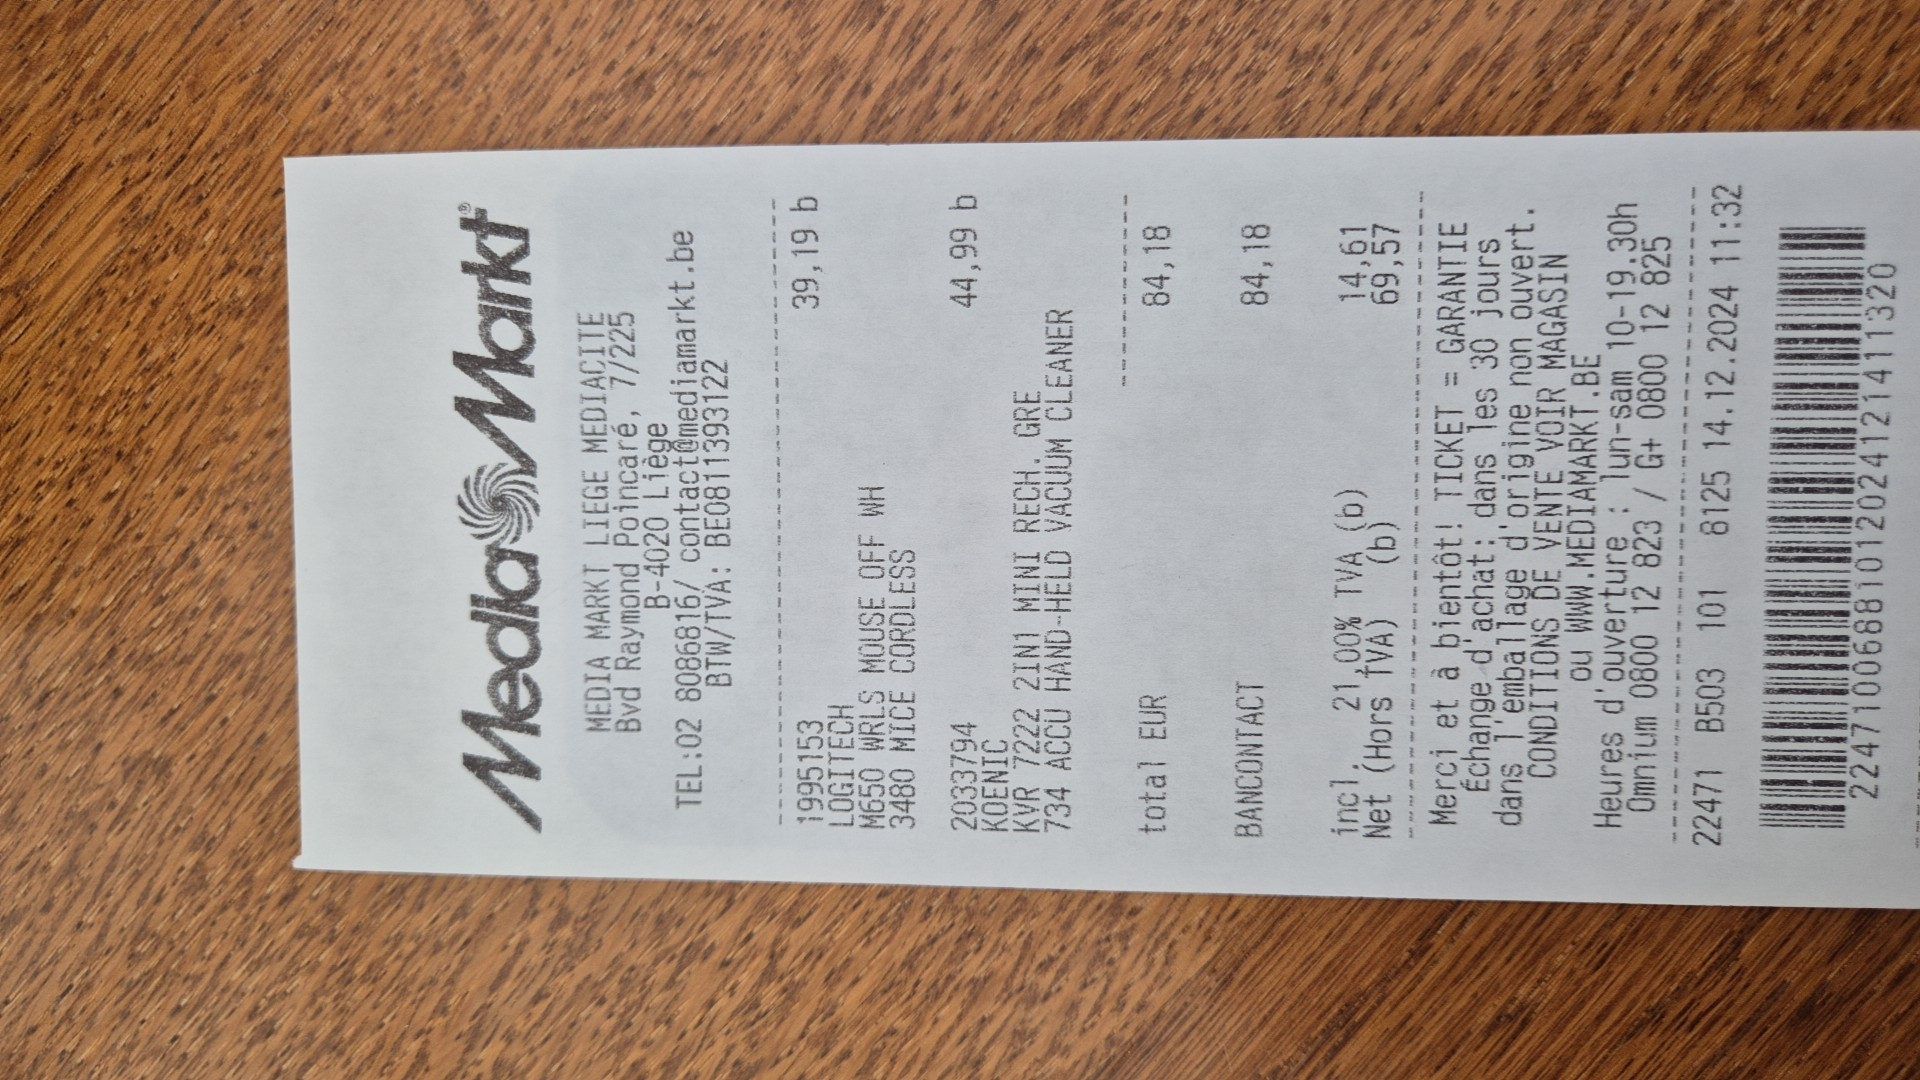 Media Markt®
MEDIA MARKT LIEGE MEDIACITE
Bvd Raymond Poincaré, 7/225
B-4020 Liège
TEL:02 8086816/ contact@mediamarkt.be
BTW/TVA: BE0811393122
1995153 39,19 b
LOGITECH
M650 WRLS MOUSE OFF WH
3480 MICE CORDLESS
2033794 44,99 b
KOENIC
KVR 7222 2IN1 MINI RECH. GRE
734 ACCU HAND-HELD VACUUM CLEANER
total EUR 84,18
BANCONTACT 84,18
incl. 21,00% TVA (b) 14,61
Net (Hors TVA) (b) 69,57
Merci et à bientôt! TICKET = GARANTIE
Échange d'achat: dans les 30 jours
dans l'emballage d'origine non ouvert.
CONDITIONS DE VENTE VOIR MAGASIN
ou WWW.MEDIAMARKT.BE
Heures d'ouverture : lun-sam 10-19.30h
Omnium 0800 12 823 / G+ 0800 12 825
22471 B503 101 8125 14.12.2024 11:32
2247100688101202412141132​0